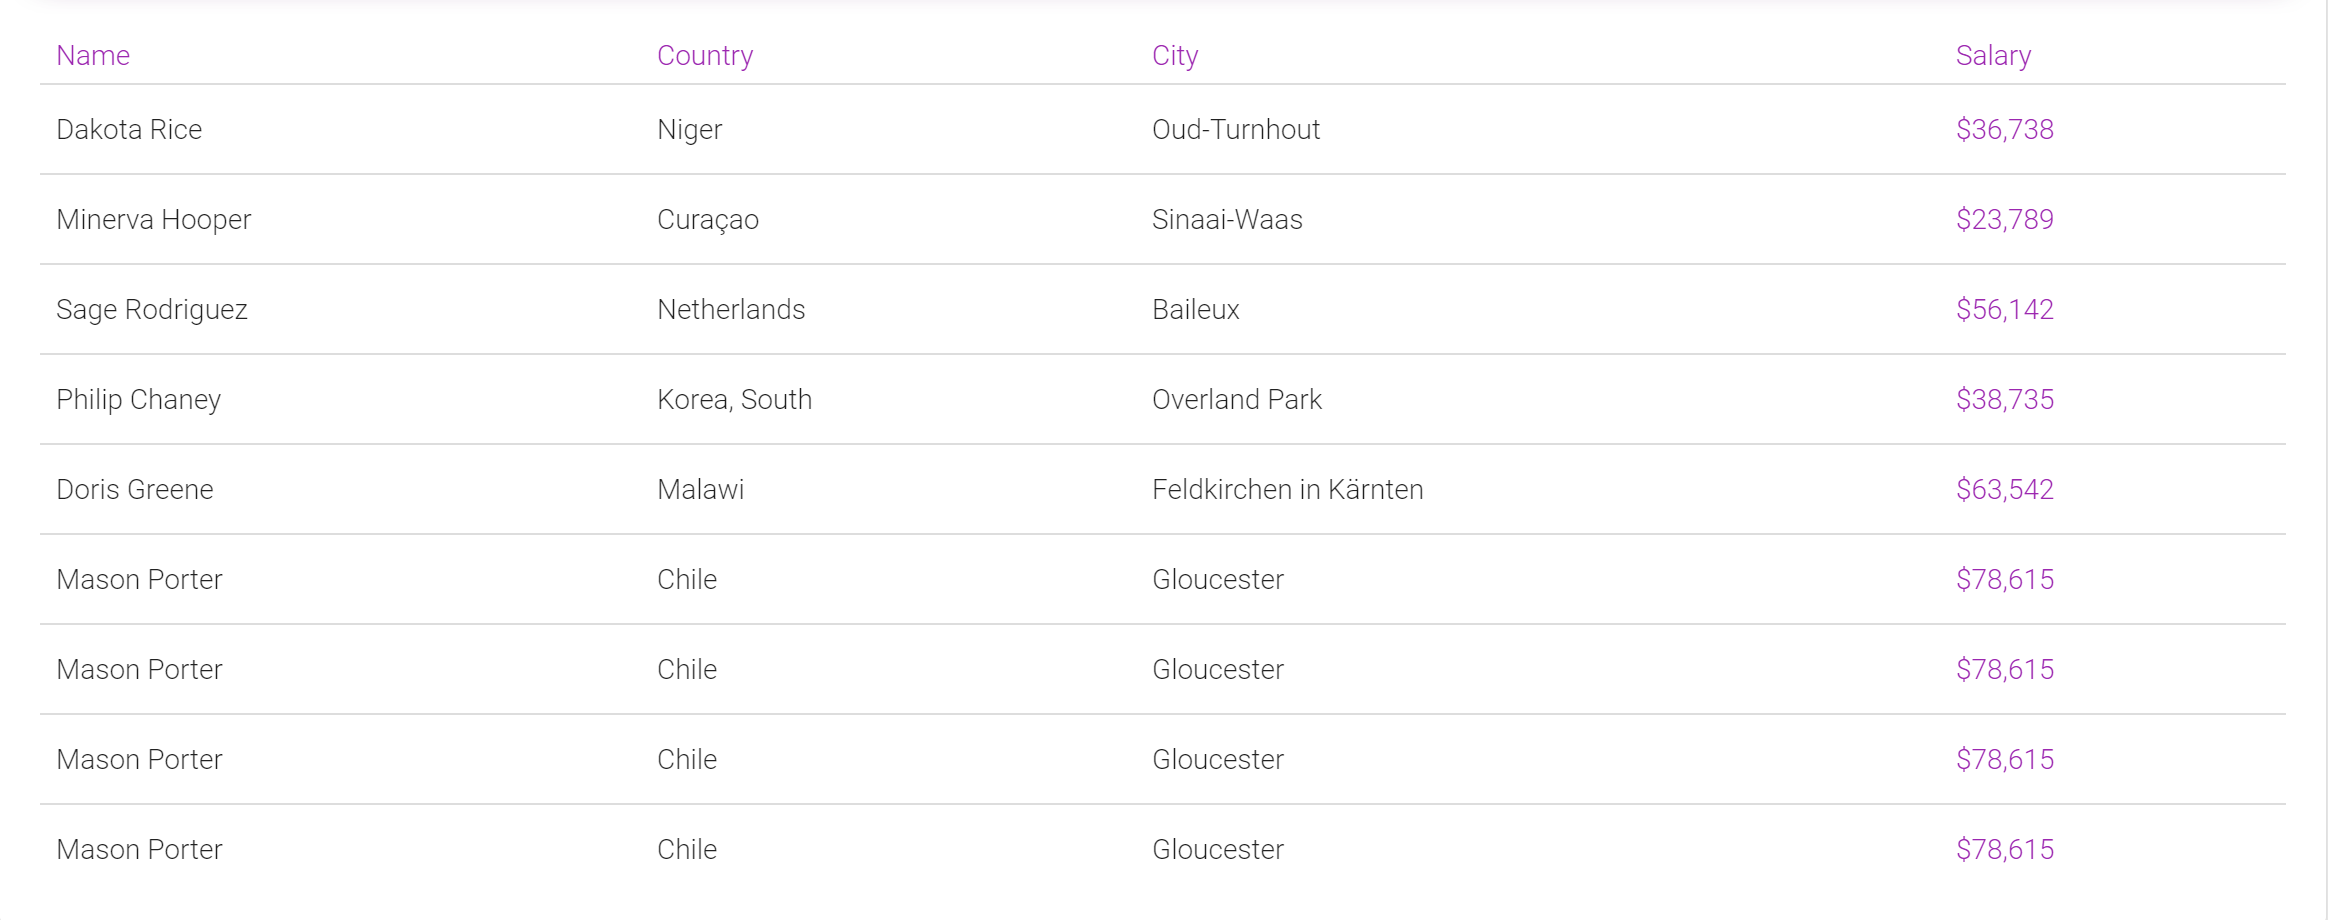 Name Country City Salary
Dakota Rice Niger Oud-Turnhout $36,738
Minerva Hooper Curaçao Sinaai-Waas $23,789
Sage Rodriguez Netherlands Baileux $56,142
Philip Chaney Korea, South Overland Park $38,735
Doris Greene Malawi Feldkirchen in Kärnten $63,542
Mason Porter Chile Gloucester $78,615
Mason Porter Chile Gloucester $78,615
Mason Porter Chile Gloucester $78,615
Mason Porter Chile Gloucester $78,615